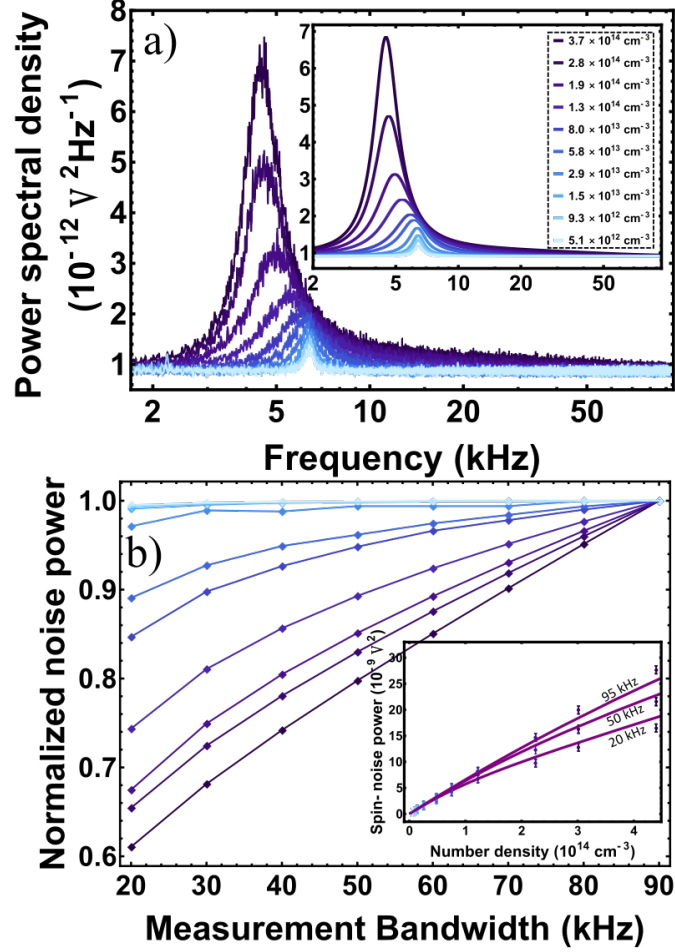 a)
Power spectral density
(10⁻¹² V ²Hz⁻¹)
8
7
6
5
4
3
2
1
2
5
10
20
50
Frequency (kHz)
7
6
5
4
3
2
1
2
5
10
50
3.7 × 10¹⁴ cm⁻³
2.8 × 10¹⁴ cm⁻³
1.9 × 10¹⁴ cm⁻³
1.3 × 10¹⁴ cm⁻³
8.0 × 10¹³ cm⁻³
5.8 × 10¹³ cm⁻³
2.9 × 10¹³ cm⁻³
1.5 × 10¹³ cm⁻³
9.3 × 10¹² cm⁻³
5.1 × 10¹² cm⁻³
b)
Normalized noise power
1.0
0.9
0.8
0.7
0.6
20
30
40
50
60
70
80
90
Measurement Bandwidth (kHz)
Spin- noise power (10⁻⁹ V²)
30
25
20
15
10
5
0
0
1
2
3
4
Number density (10¹⁴ cm⁻³)
95 kHz
50 kHz
20 kHz